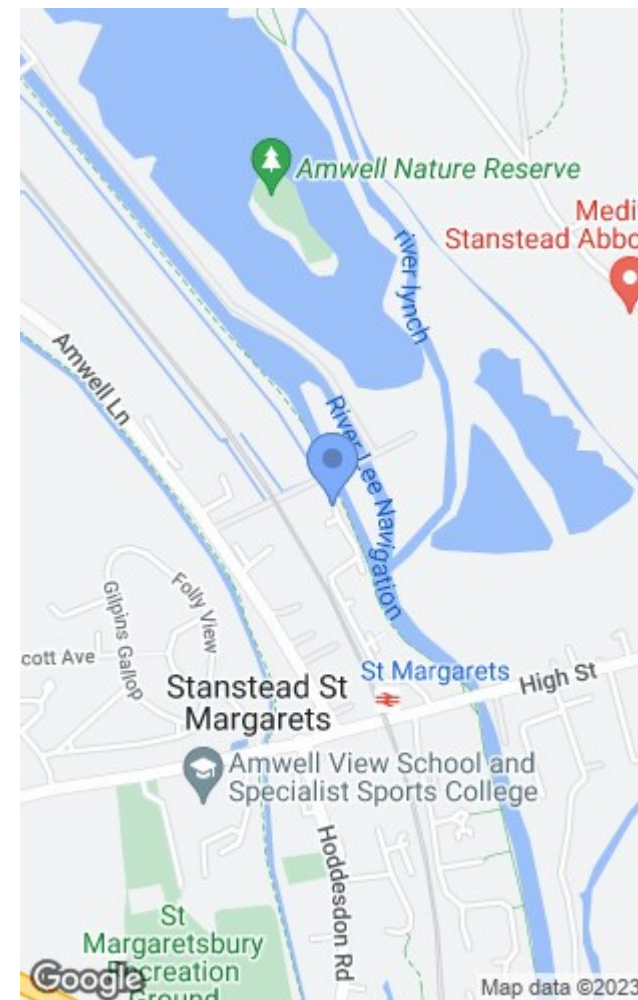 Amwell Nature Reserve
Medi
Stanstead Abbo
river lynch
Amwell Ln
River Lee Navigation
Folly View
Gilpins Gallop
cott Ave
St Margarets
High St
Stanstead St
Margarets
Amwell View School and
Specialist Sports College
Hoddesdon Rd
St
Margaretsbury
Recreation
Ground
Google
Map data ©2023